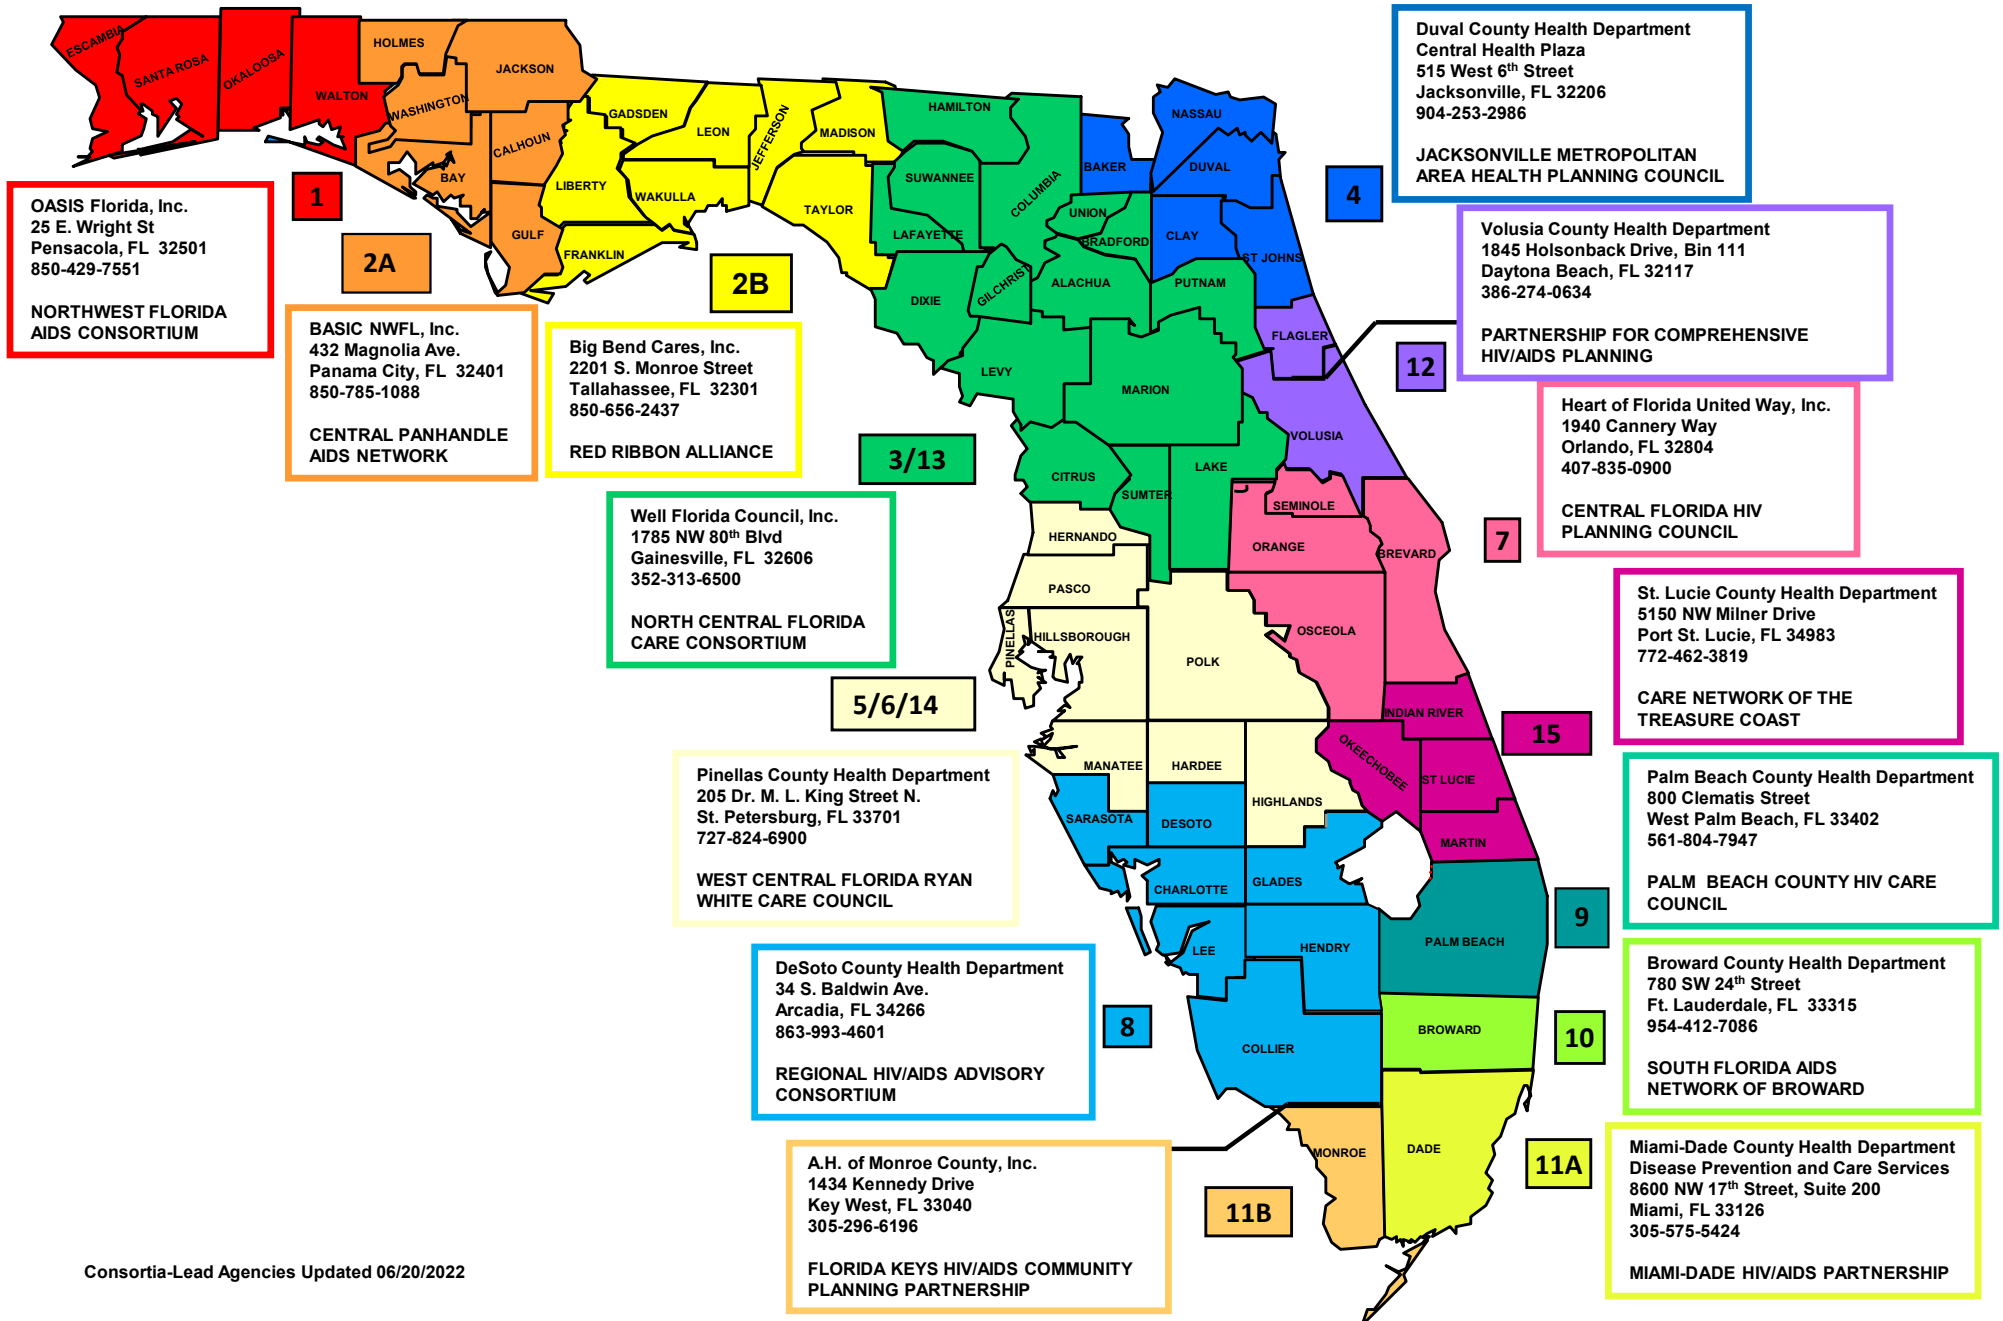 ESCAMBIA
SANTA ROSA
OKALOOSA
WALTON
HOLMES
WASHINGTON
JACKSON
BAY
CALHOUN
GULF
GADSDEN
LIBERTY
FRANKLIN
LEON
WAKULLA
JEFFERSON
MADISON
TAYLOR
HAMILTON
SUWANNEE
LAFAYETTE
COLUMBIA
DIXIE
GILCHRIST
UNION
BRADFORD
ALACHUA
PUTNAM
LEVY
MARION
CITRUS
SUMTER
LAKE
BAKER
NASSAU
DUVAL
CLAY
ST JOHNS
FLAGLER
VOLUSIA
SEMINOLE
ORANGE
BREVARD
OSCEOLA
HERNANDO
PASCO
PINELLAS
HILLSBOROUGH
POLK
MANATEE
HARDEE
HIGHLANDS
INDIAN RIVER
OKEECHOBEE
ST LUCIE
MARTIN
SARASOTA
DESOTO
CHARLOTTE
GLADES
LEE
HENDRY
COLLIER
PALM BEACH
BROWARD
DADE
MONROE
1
OASIS Florida, Inc.
25 E. Wright St
Pensacola, FL 32501
850-429-7551
NORTHWEST FLORIDA
AIDS CONSORTIUM
2A
BASIC NWFL, Inc.
432 Magnolia Ave.
Panama City, FL 32401
850-785-1088
CENTRAL PANHANDLE
AIDS NETWORK
2B
Big Bend Cares, Inc.
2201 S. Monroe Street
Tallahassee, FL 32301
850-656-2437
RED RIBBON ALLIANCE
3/13
Well Florida Council, Inc.
1785 NW 80th Blvd
Gainesville, FL 32606
352-313-6500
NORTH CENTRAL FLORIDA
CARE CONSORTIUM
5/6/14
Pinellas County Health Department
205 Dr. M. L. King Street N.
St. Petersburg, FL 33701
727-824-6900
WEST CENTRAL FLORIDA RYAN
WHITE CARE COUNCIL
8
DeSoto County Health Department
34 S. Baldwin Ave.
Arcadia, FL 34266
863-993-4601
REGIONAL HIV/AIDS ADVISORY
CONSORTIUM
11B
A.H. of Monroe County, Inc.
1434 Kennedy Drive
Key West, FL 33040
305-296-6196
FLORIDA KEYS HIV/AIDS COMMUNITY
PLANNING PARTNERSHIP
4
Duval County Health Department
Central Health Plaza
515 West 6th Street
Jacksonville, FL 32206
904-253-2986
JACKSONVILLE METROPOLITAN
AREA HEALTH PLANNING COUNCIL
12
Volusia County Health Department
1845 Holsonback Drive, Bin 111
Daytona Beach, FL 32117
386-274-0634
PARTNERSHIP FOR COMPREHENSIVE
HIV/AIDS PLANNING
7
Heart of Florida United Way, Inc.
1940 Cannery Way
Orlando, FL 32804
407-835-0900
CENTRAL FLORIDA HIV
PLANNING COUNCIL
15
St. Lucie County Health Department
5150 NW Milner Drive
Port St. Lucie, FL 34983
772-462-3819
CARE NETWORK OF THE
TREASURE COAST
9
Palm Beach County Health Department
800 Clematis Street
West Palm Beach, FL 33402
561-804-7947
PALM BEACH COUNTY HIV CARE
COUNCIL
10
Broward County Health Department
780 SW 24th Street
Ft. Lauderdale, FL 33315
954-412-7086
SOUTH FLORIDA AIDS
NETWORK OF BROWARD
11A
Miami-Dade County Health Department
Disease Prevention and Care Services
8600 NW 17th Street, Suite 200
Miami, FL 33126
305-575-5424
MIAMI-DADE HIV/AIDS PARTNERSHIP
Consortia-Lead Agencies Updated 06/20/2022